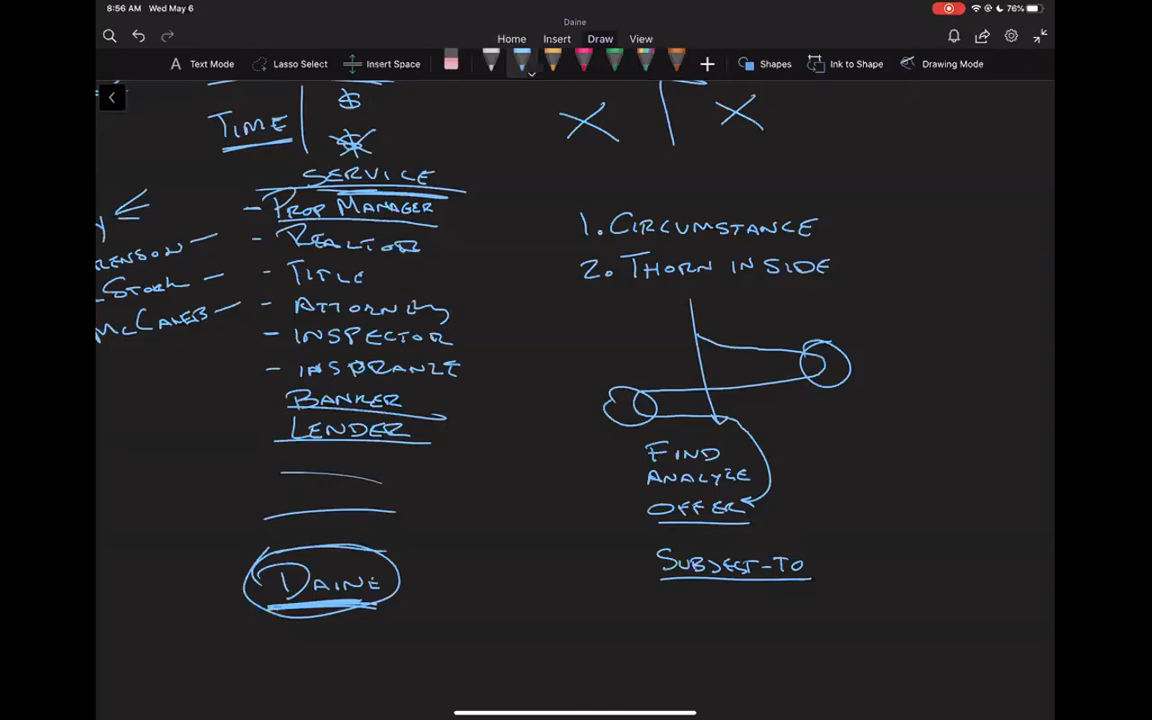 8:56 AM Wed May 6
76%
Daine
Home Insert Draw View
Text Mode Lasso Select Insert Space Shapes Ink to Shape Drawing Mode
TIME
$
$
SERVICE
- PROP MANAGER
- REALTOR
- TITLE
- ATTORNEY
- INSPECTOR
- INSURANCE
BANKER
LENDER
DAINE
Y
RENSON -
STORK -
MCCALEB -
X X
1. CIRCUMSTANCE
2. THORN IN SIDE
FIND
ANALYZE
OFFER
SUBJECT-TO